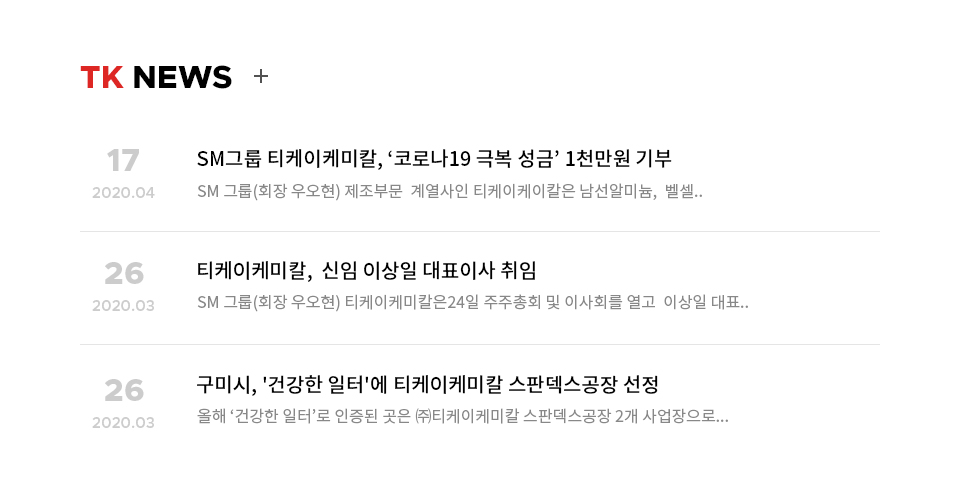 TK NEWS +
17
2020.04
SM그룹 티케이케미칼, ‘코로나19 극복 성금’ 1천만원 기부
SM 그룹(회장 우오현) 제조부문 계열사인 티케이케이칼은 남선알미늄, 벨셀..
26
2020.03
티케이케미칼, 신임 이상일 대표이사 취임
SM 그룹(회장 우오현) 티케이케미칼은24일 주주총회 및 이사회를 열고 이상일 대표..
26
2020.03
구미시, '건강한 일터'에 티케이케미칼 스판덱스공장 선정
올해 ‘건강한 일터’로 인증된 곳은 ㈜티케이케미칼 스판덱스공장 2개 사업장으로...